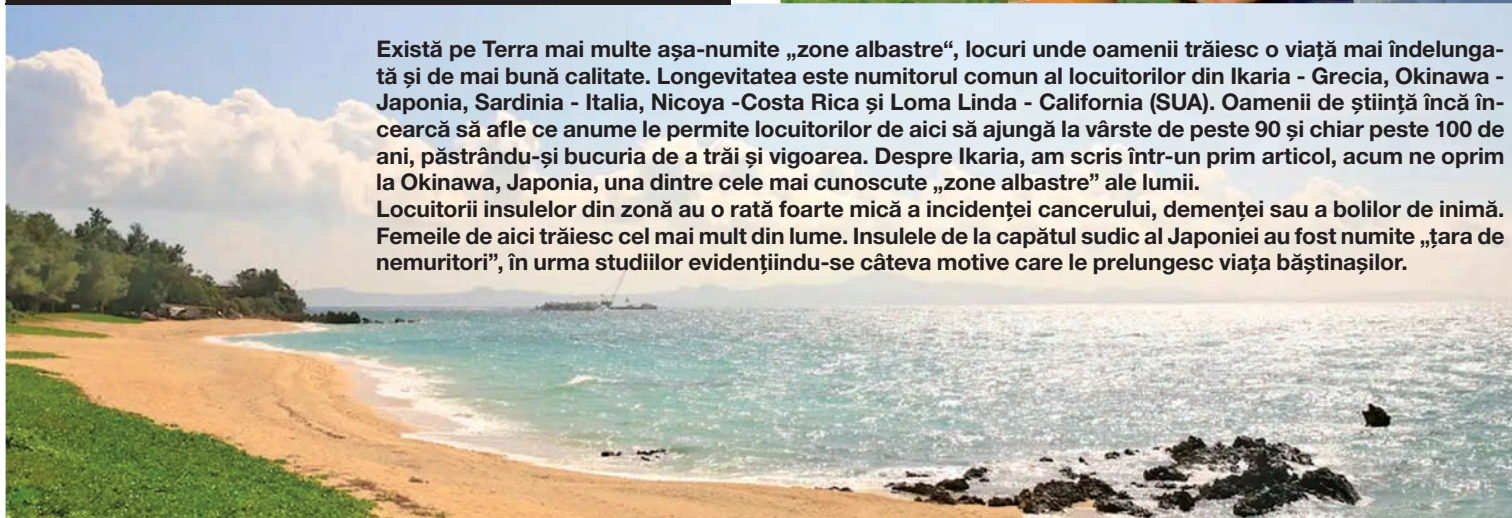 Există pe Terra mai multe așa-numite „zone albastre“, locuri unde oamenii trăiesc o viață mai îndelunga-
tă și de mai bună calitate. Longevitatea este numitorul comun al locuitorilor din Ikaria - Grecia, Okinawa -
Japonia, Sardinia - Italia, Nicoya -Costa Rica și Loma Linda - California (SUA). Oamenii de știință încă în-
cearcă să afle ce anume le permite locuitorilor de aici să ajungă la vârste de peste 90 și chiar peste 100 de
ani, păstrându-și bucuria de a trăi și vigoarea. Despre Ikaria, am scris într-un prim articol, acum ne oprim
la Okinawa, Japonia, una dintre cele mai cunoscute „zone albastre” ale lumii.
Locuitorii insulelor din zonă au o rată foarte mică a incidenței cancerului, demenței sau a bolilor de inimă.
Femeile de aici trăiesc cel mai mult din lume. Insulele de la capătul sudic al Japoniei au fost numite „țara de
nemuritori”, în urma studiilor evidențiindu-se câteva motive care le prelungesc viața băștinașilor.